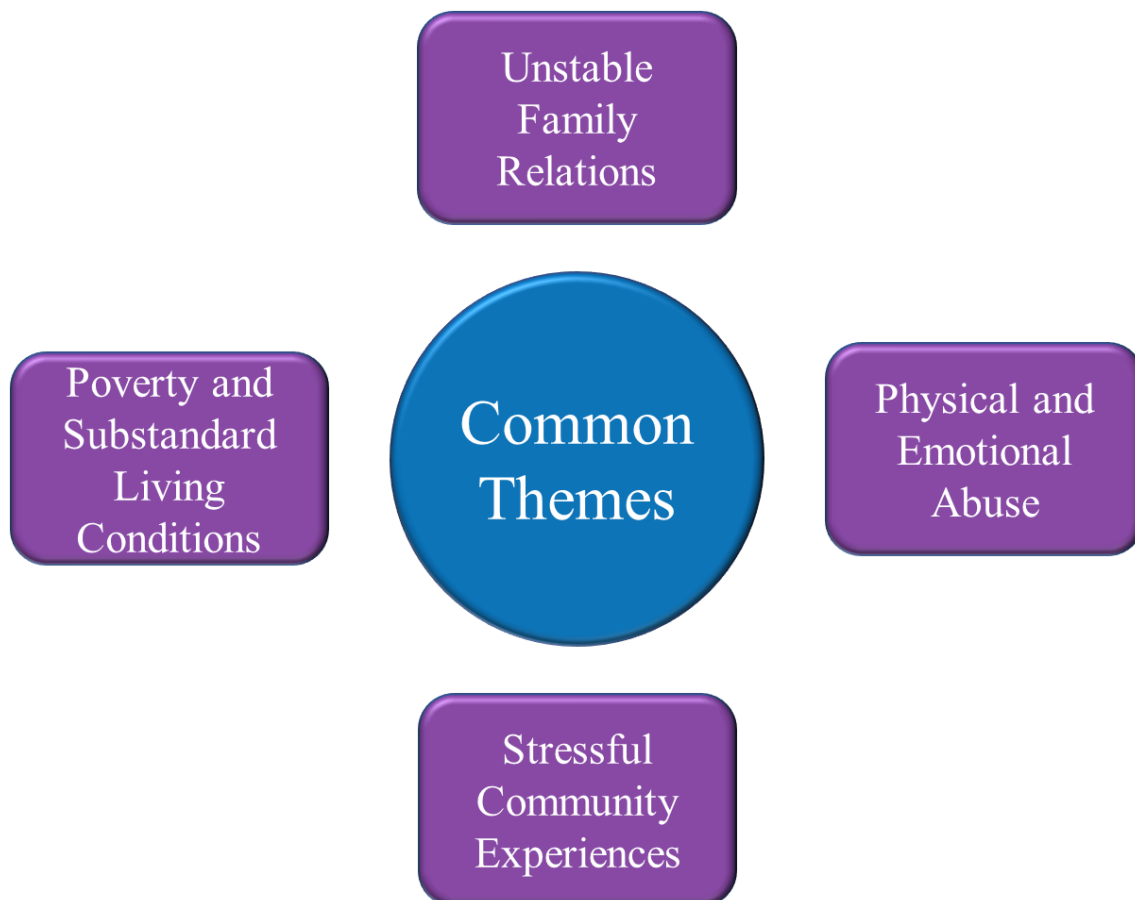 Unstable
Family
Relations
Poverty and
Substandard
Living
Conditions
Common
Themes
Physical and
Emotional
Abuse
Stressful
Community
Experiences